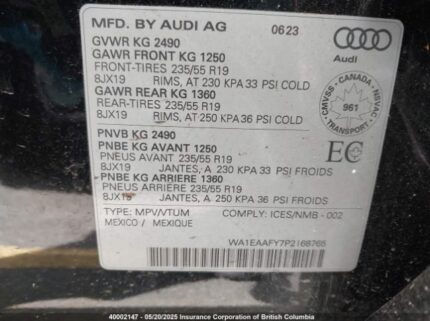 MFD. BY AUDI AG 0623
Audi
GVWR KG 2490
GAWR FRONT KG 1250
FRONT-TIRES 235/55 R19
8JX19 RIMS, AT 230 KPA 33 PSI COLD
GAWR REAR KG 1360
REAR-TIRES 235/55 R19
8JX19 RIMS, AT 250 KPA 36 PSI COLD
CMVSS - CANADA - NSVAC
961
TRANSPORT
PNVB KG 2490
PNBE KG AVANT 1250
PNEUS AVANT 235/55 R19
8JX19 JANTES, A 230 KPA 33 PSI FROIDS
PNBE KG ARRIERE 1360
PNEUS ARRIERE 235/55 R19
8JX19 JANTES, A 250 KPA 36 PSI FROIDS
EC
TYPE: MPV/VTUM COMPLY: ICES/NMB - 002
MEXICO / MEXIQUE
WA1EAAFY7P2168765
40002147 - 05/20/2025 Insurance Corporation of British Columbia